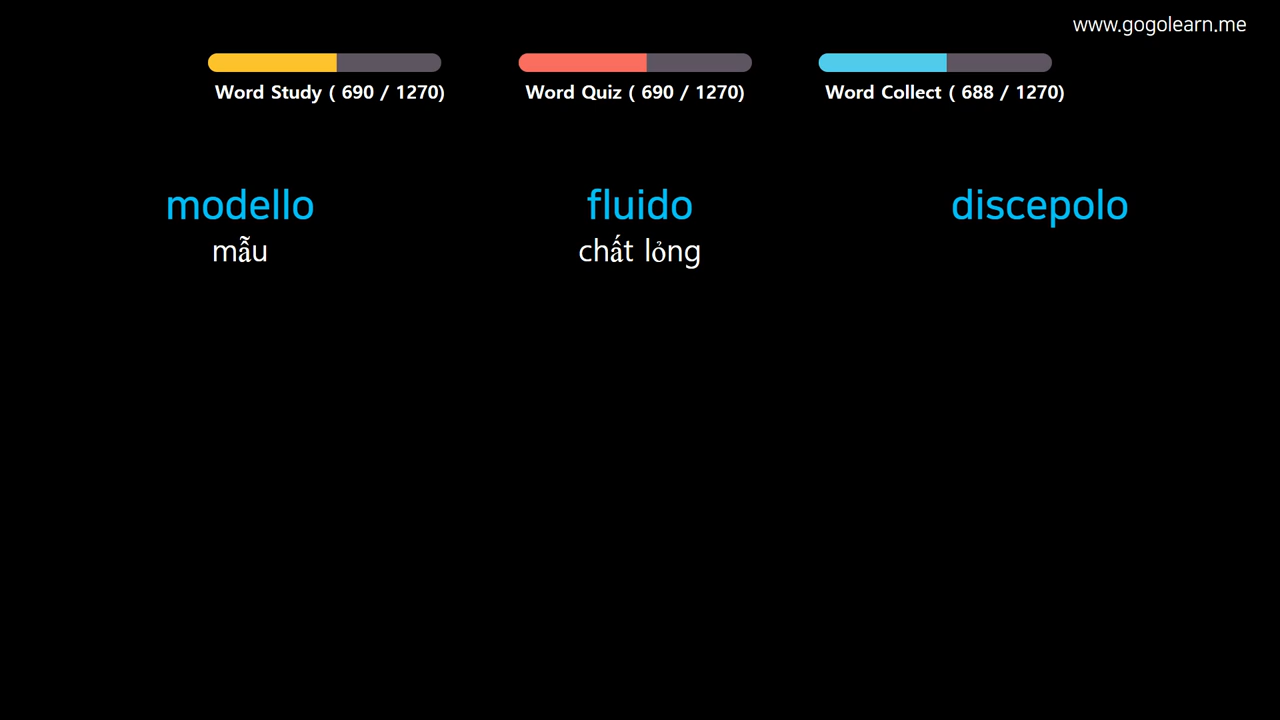 www.gogolearn.me
Word Study ( 690 / 1270)
Word Quiz ( 690 / 1270)
Word Collect ( 688 / 1270)
modello
mẫu
fluido
chất lỏng
discepolo